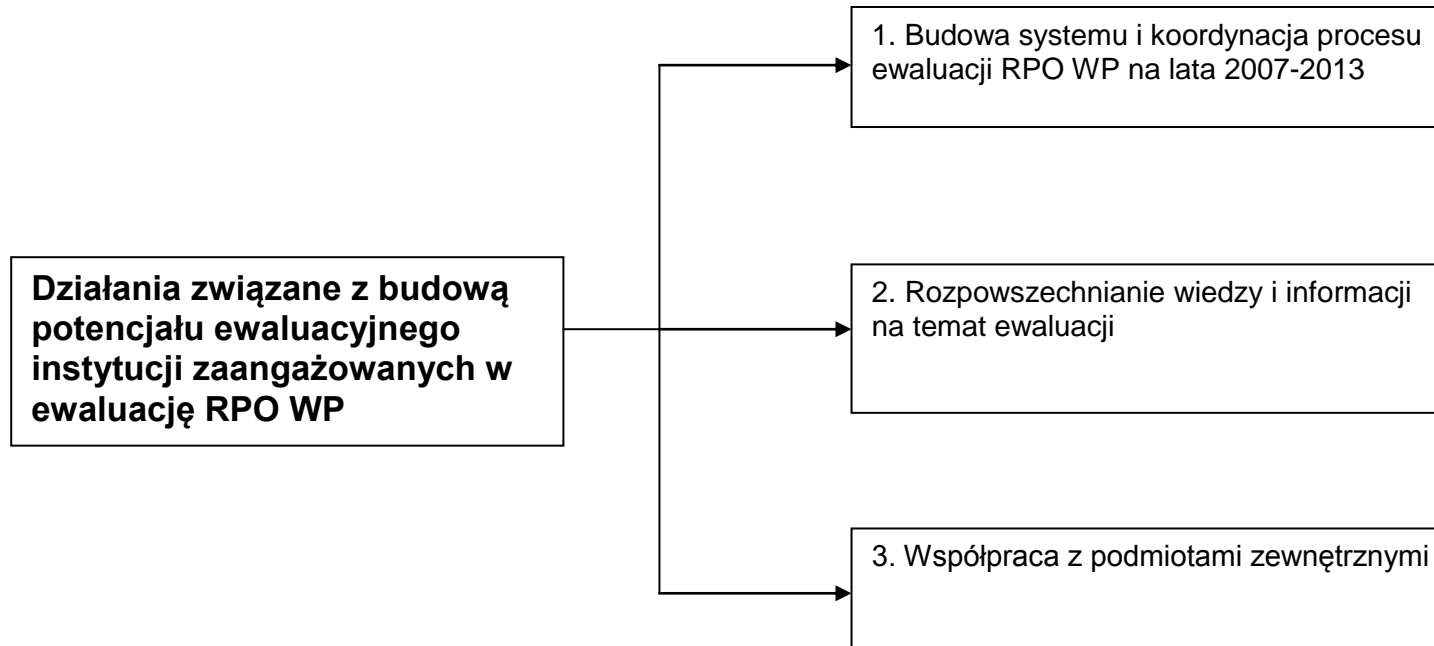 1. Budowa systemu i koordynacja procesu
ewaluacji RPO WP na lata 2007-2013
Działania związane z budową
potencjału ewaluacyjnego
instytucji zaangażowanych w
ewaluację RPO WP
2. Rozpowszechnianie wiedzy i informacji
na temat ewaluacji
3. Współpraca z podmiotami zewnętrznymi